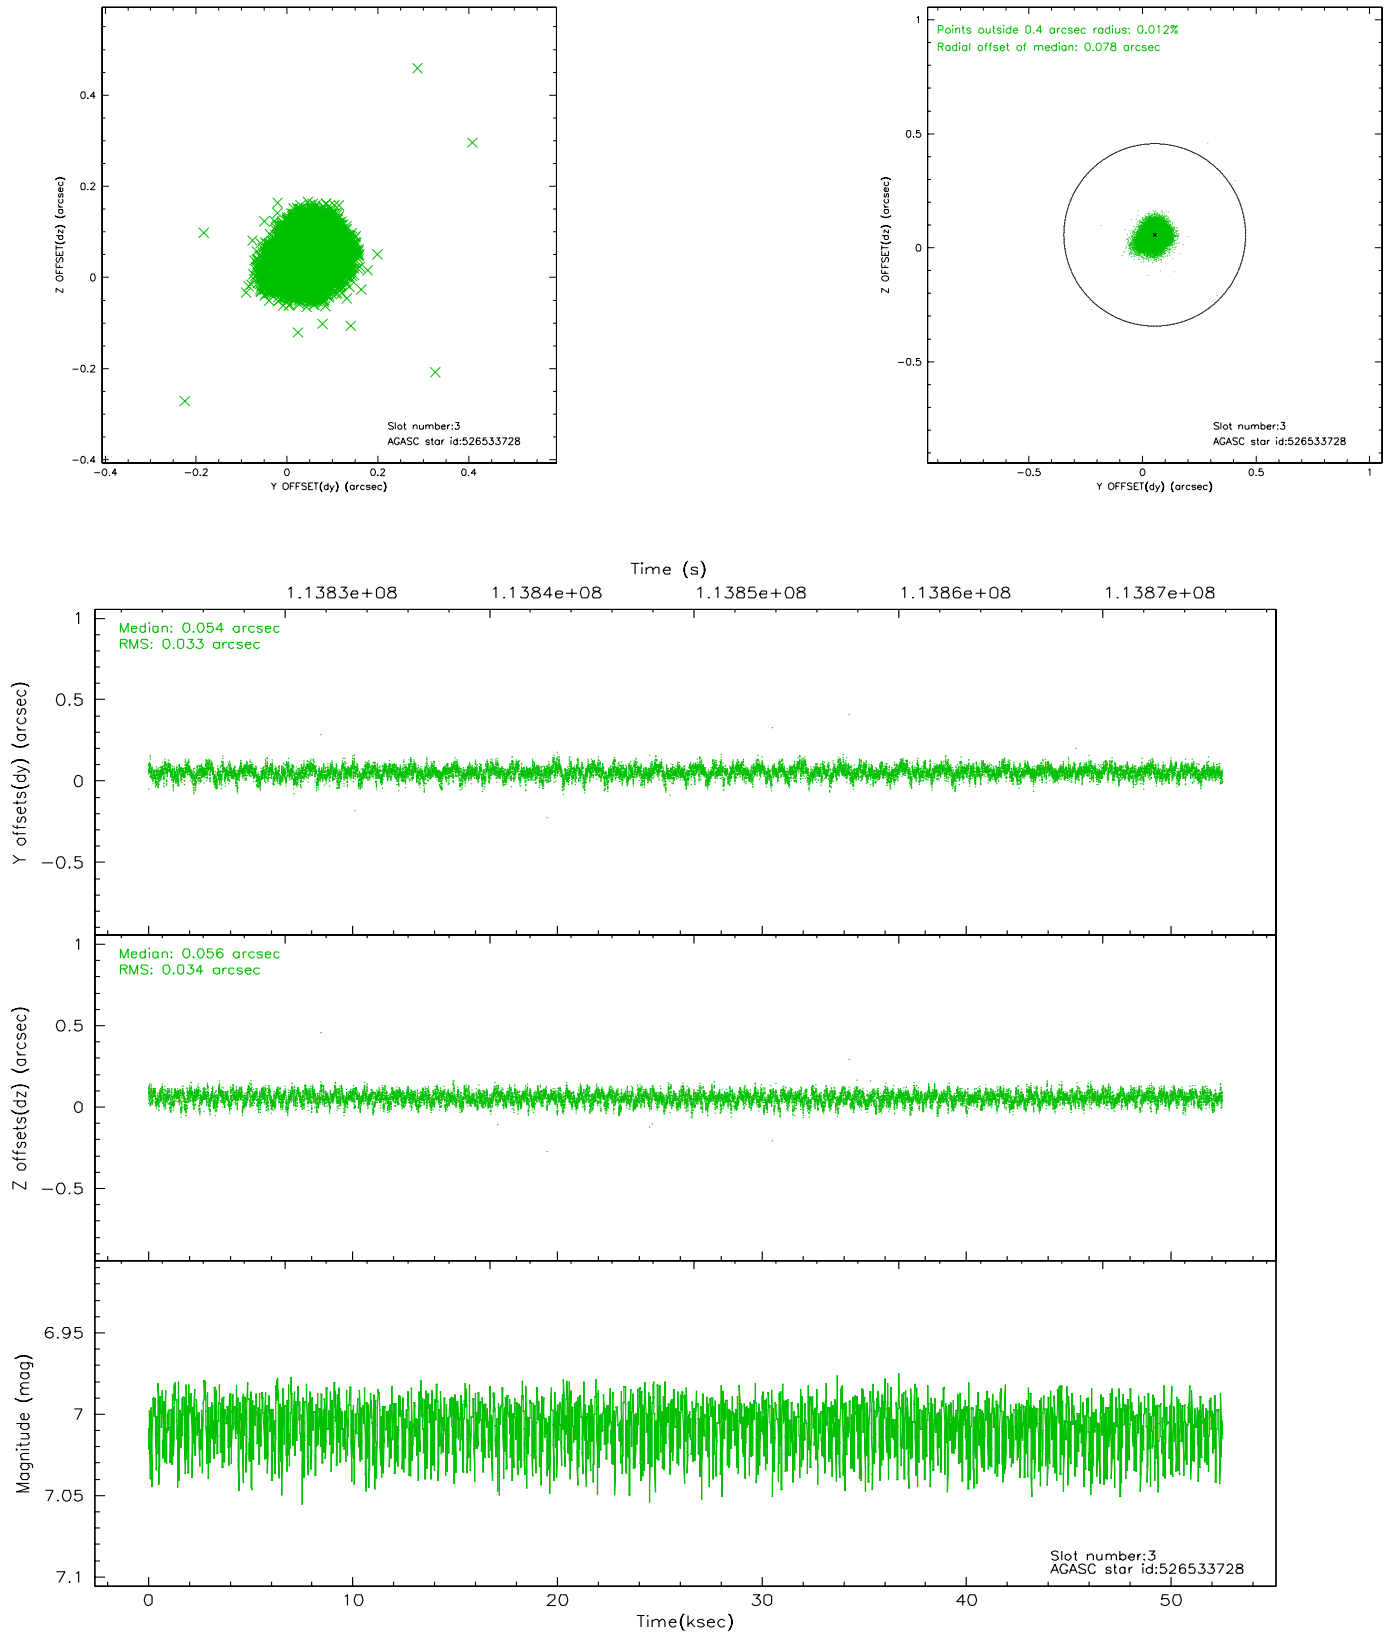 0.4
0.2
0
−0.2
−0.4
Z OFFSET(dz) (arcsec)
Slot number:3
AGASC star id:526533728
−0.4
−0.2
0
0.2
0.4
Y OFFSET(dy) (arcsec)
Points outside 0.4 arcsec radius: 0.012%
Radial offset of median: 0.078 arcsec
1
0.5
0
−0.5
Z OFFSET(dz) (arcsec)
Slot number:3
AGASC star id:526533728
−0.5
0
0.5
1
Y OFFSET(dy) (arcsec)
Time (s)
1.1383e+08
1.1384e+08
1.1385e+08
1.1386e+08
1.1387e+08
Median: 0.054 arcsec
RMS: 0.033 arcsec
1
0.5
0
−0.5
Y offsets(dy) (arcsec)
Median: 0.056 arcsec
RMS: 0.034 arcsec
1
0.5
0
−0.5
Z offsets(dz) (arcsec)
6.95
7
7.05
7.1
Magnitude (mag)
Slot number:3
AGASC star id:526533728
0
10
20
30
40
50
Time(ksec)